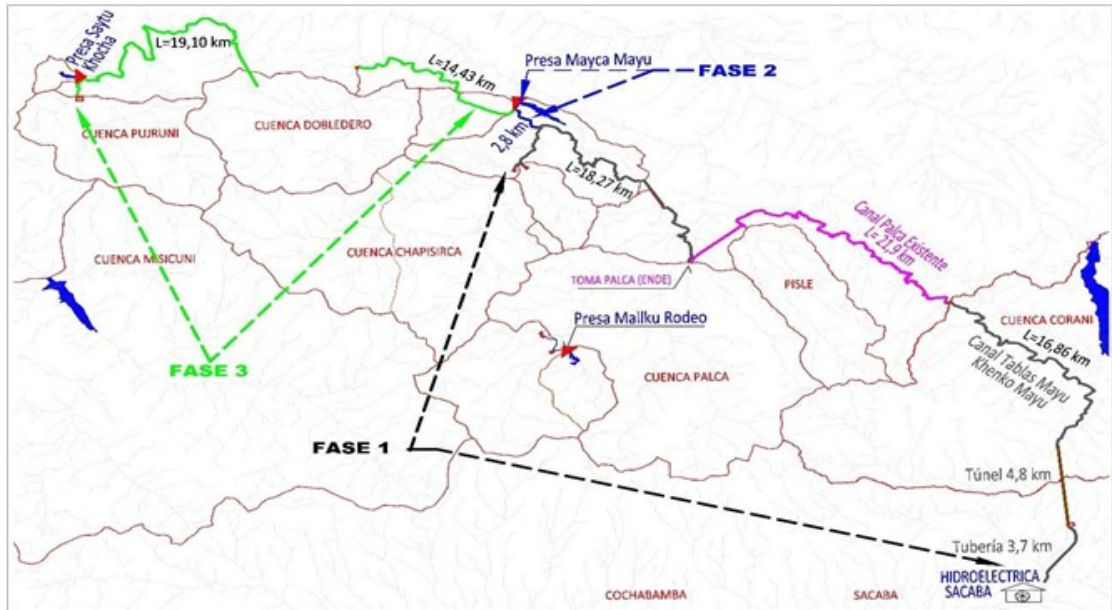 Presa Saytu
Khocha
L=19,10 km
L=14,43 km
Presa Mayca Mayu
FASE 2
CUENCA PUJRUNI
CUENCA DOBLEDERO
2,8 km
L=18,27 km
CUENCA MISICUNI
CUENCA CHAPISIRCA
TOMA PALCA (ENDE)
Canal Palca Existente
L= 21,9 km
PISLE
CUENCA CORANI
Presa Mallku Rodeo
L=16,86 km
Canal Tablas Mayu
Khenko Mayu
FASE 3
CUENCA PALCA
FASE 1
Túnel 4,8 km
Tubería 3,7 km
HIDROELECTRICA
SACABA
COCHABAMBA
SACABA